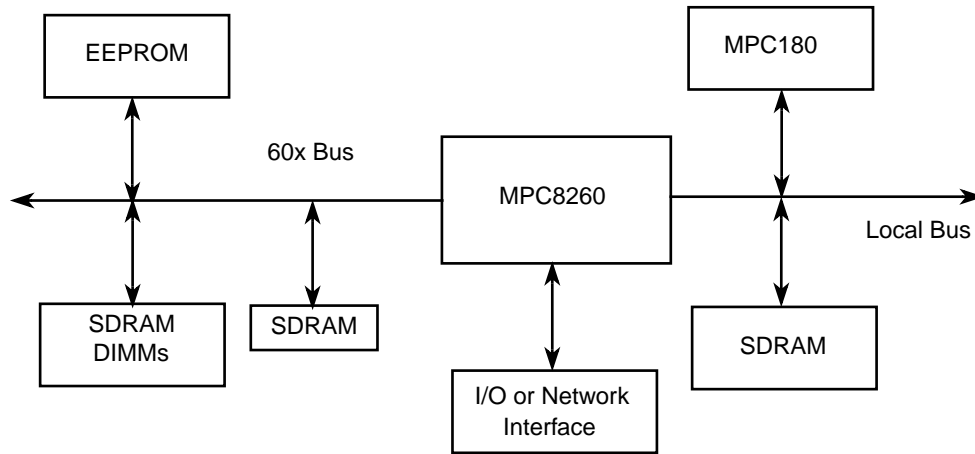 EEPROM
MPC180
60x Bus
MPC8260
Local Bus
SDRAM
DIMMs
SDRAM
SDRAM
I/O or Network
Interface